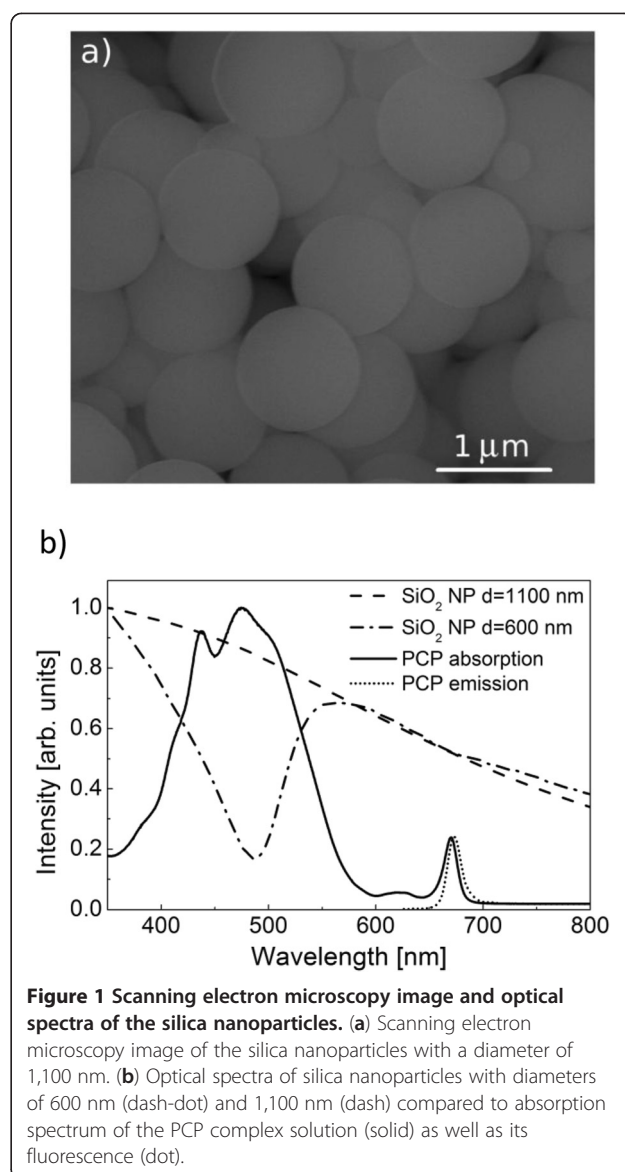 a)
1 μm
b)
SiO2 NP d=1100 nm
SiO2 NP d=600 nm
PCP absorption
PCP emission
1.0
0.8
0.6
0.4
0.2
0.0
Intensity [arb. units]
400 500 600 700 800
Wavelength [nm]
Figure 1 Scanning electron microscopy image and optical
spectra of the silica nanoparticles. (a) Scanning electron
microscopy image of the silica nanoparticles with a diameter of
1,100 nm. (b) Optical spectra of silica nanoparticles with diameters
of 600 nm (dash-dot) and 1,100 nm (dash) compared to absorption
spectrum of the PCP complex solution (solid) as well as its
fluorescence (dot).